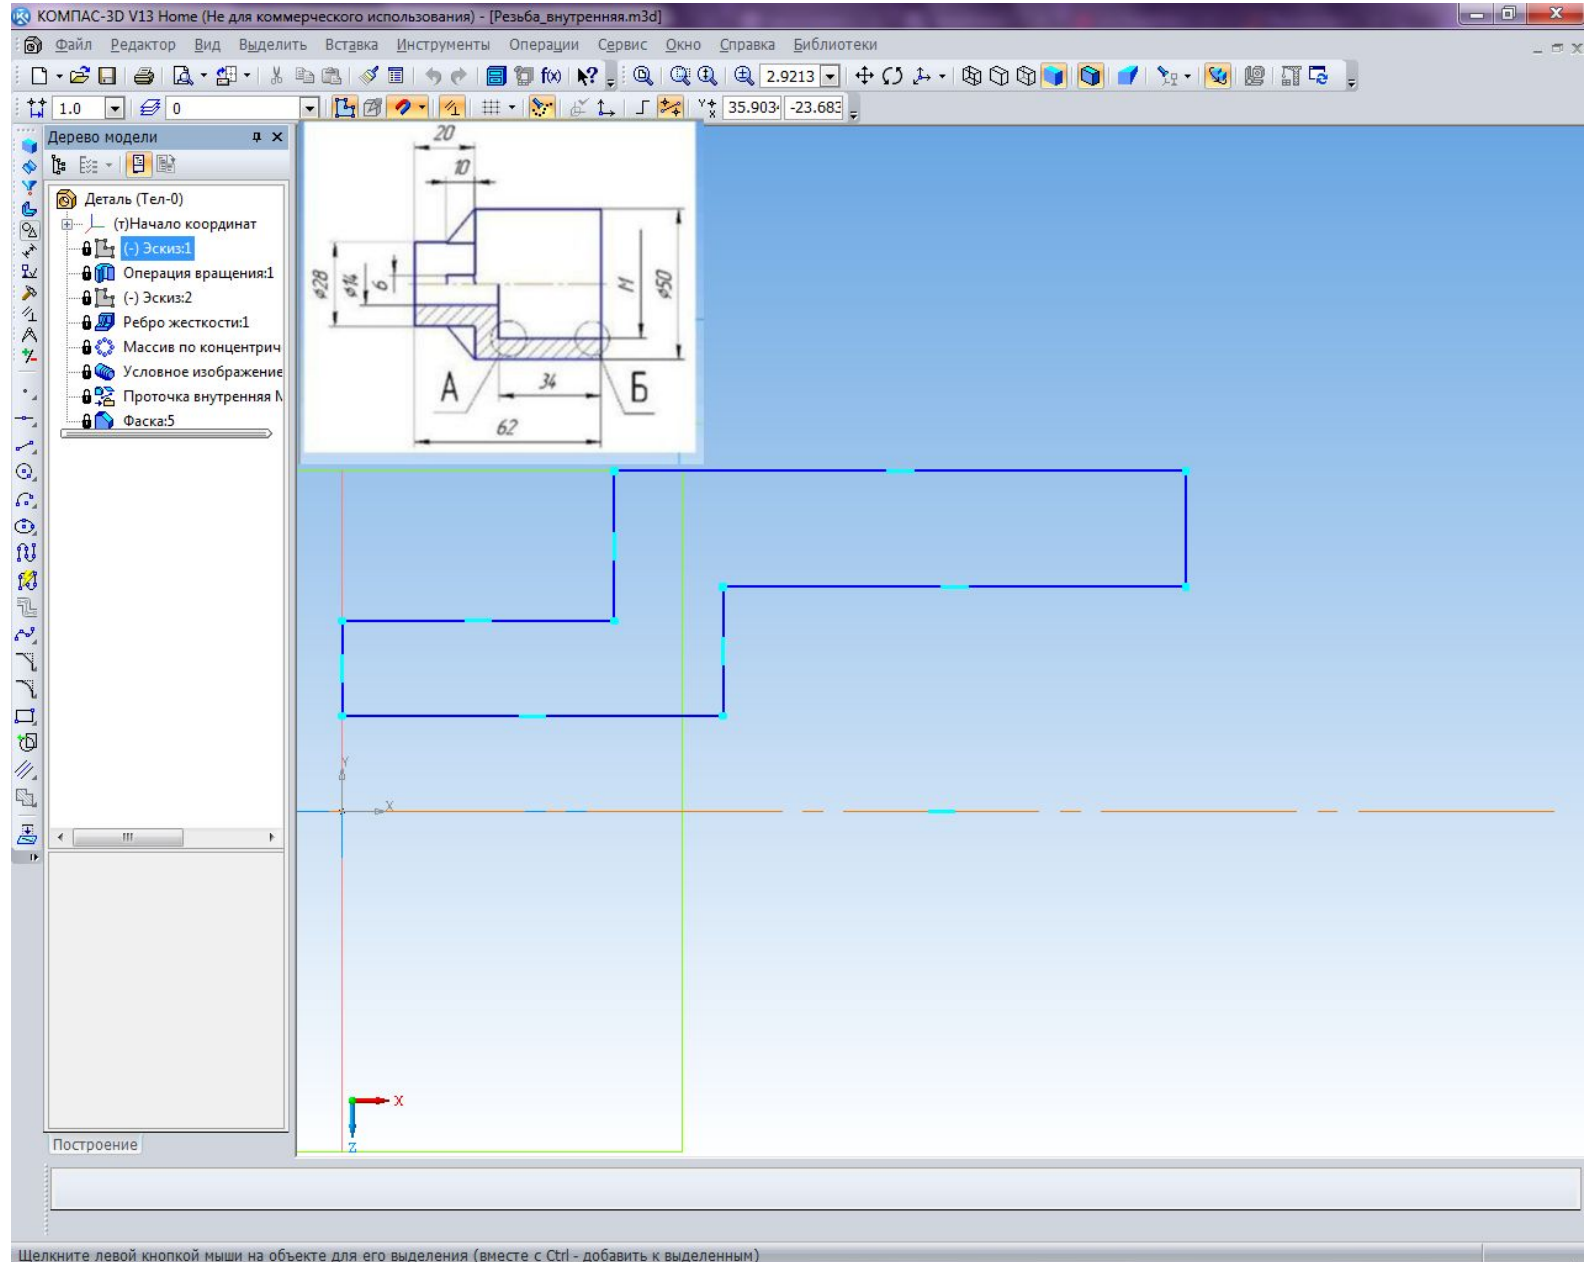 КОМПАС-3D V13 Home (Не для коммерческого использования) - [Резьба_внутренняя.m3d]
Файл Редактор Вид Выделить Вставка Инструменты Операции Сервис Окно Справка Библиотеки
f(x) 2.9213
1.0 0 Y X 35.903 -23.683
Дерево модели
Деталь (Тел-0)
(т)Начало координат
(-) Эскиз:1
Операция вращения:1
(-) Эскиз:2
Ребро жесткости:1
Массив по концентрич
Условное изображение
Проточка внутренняя М
Фаска:5
20
10
⌀28 ⌀14 6 М ⌀50
А 34 Б
62
Y
X
X
Z
Построение
Щелкните левой кнопкой мыши на объекте для его выделения (вместе с Ctrl - добавить к выделенным)